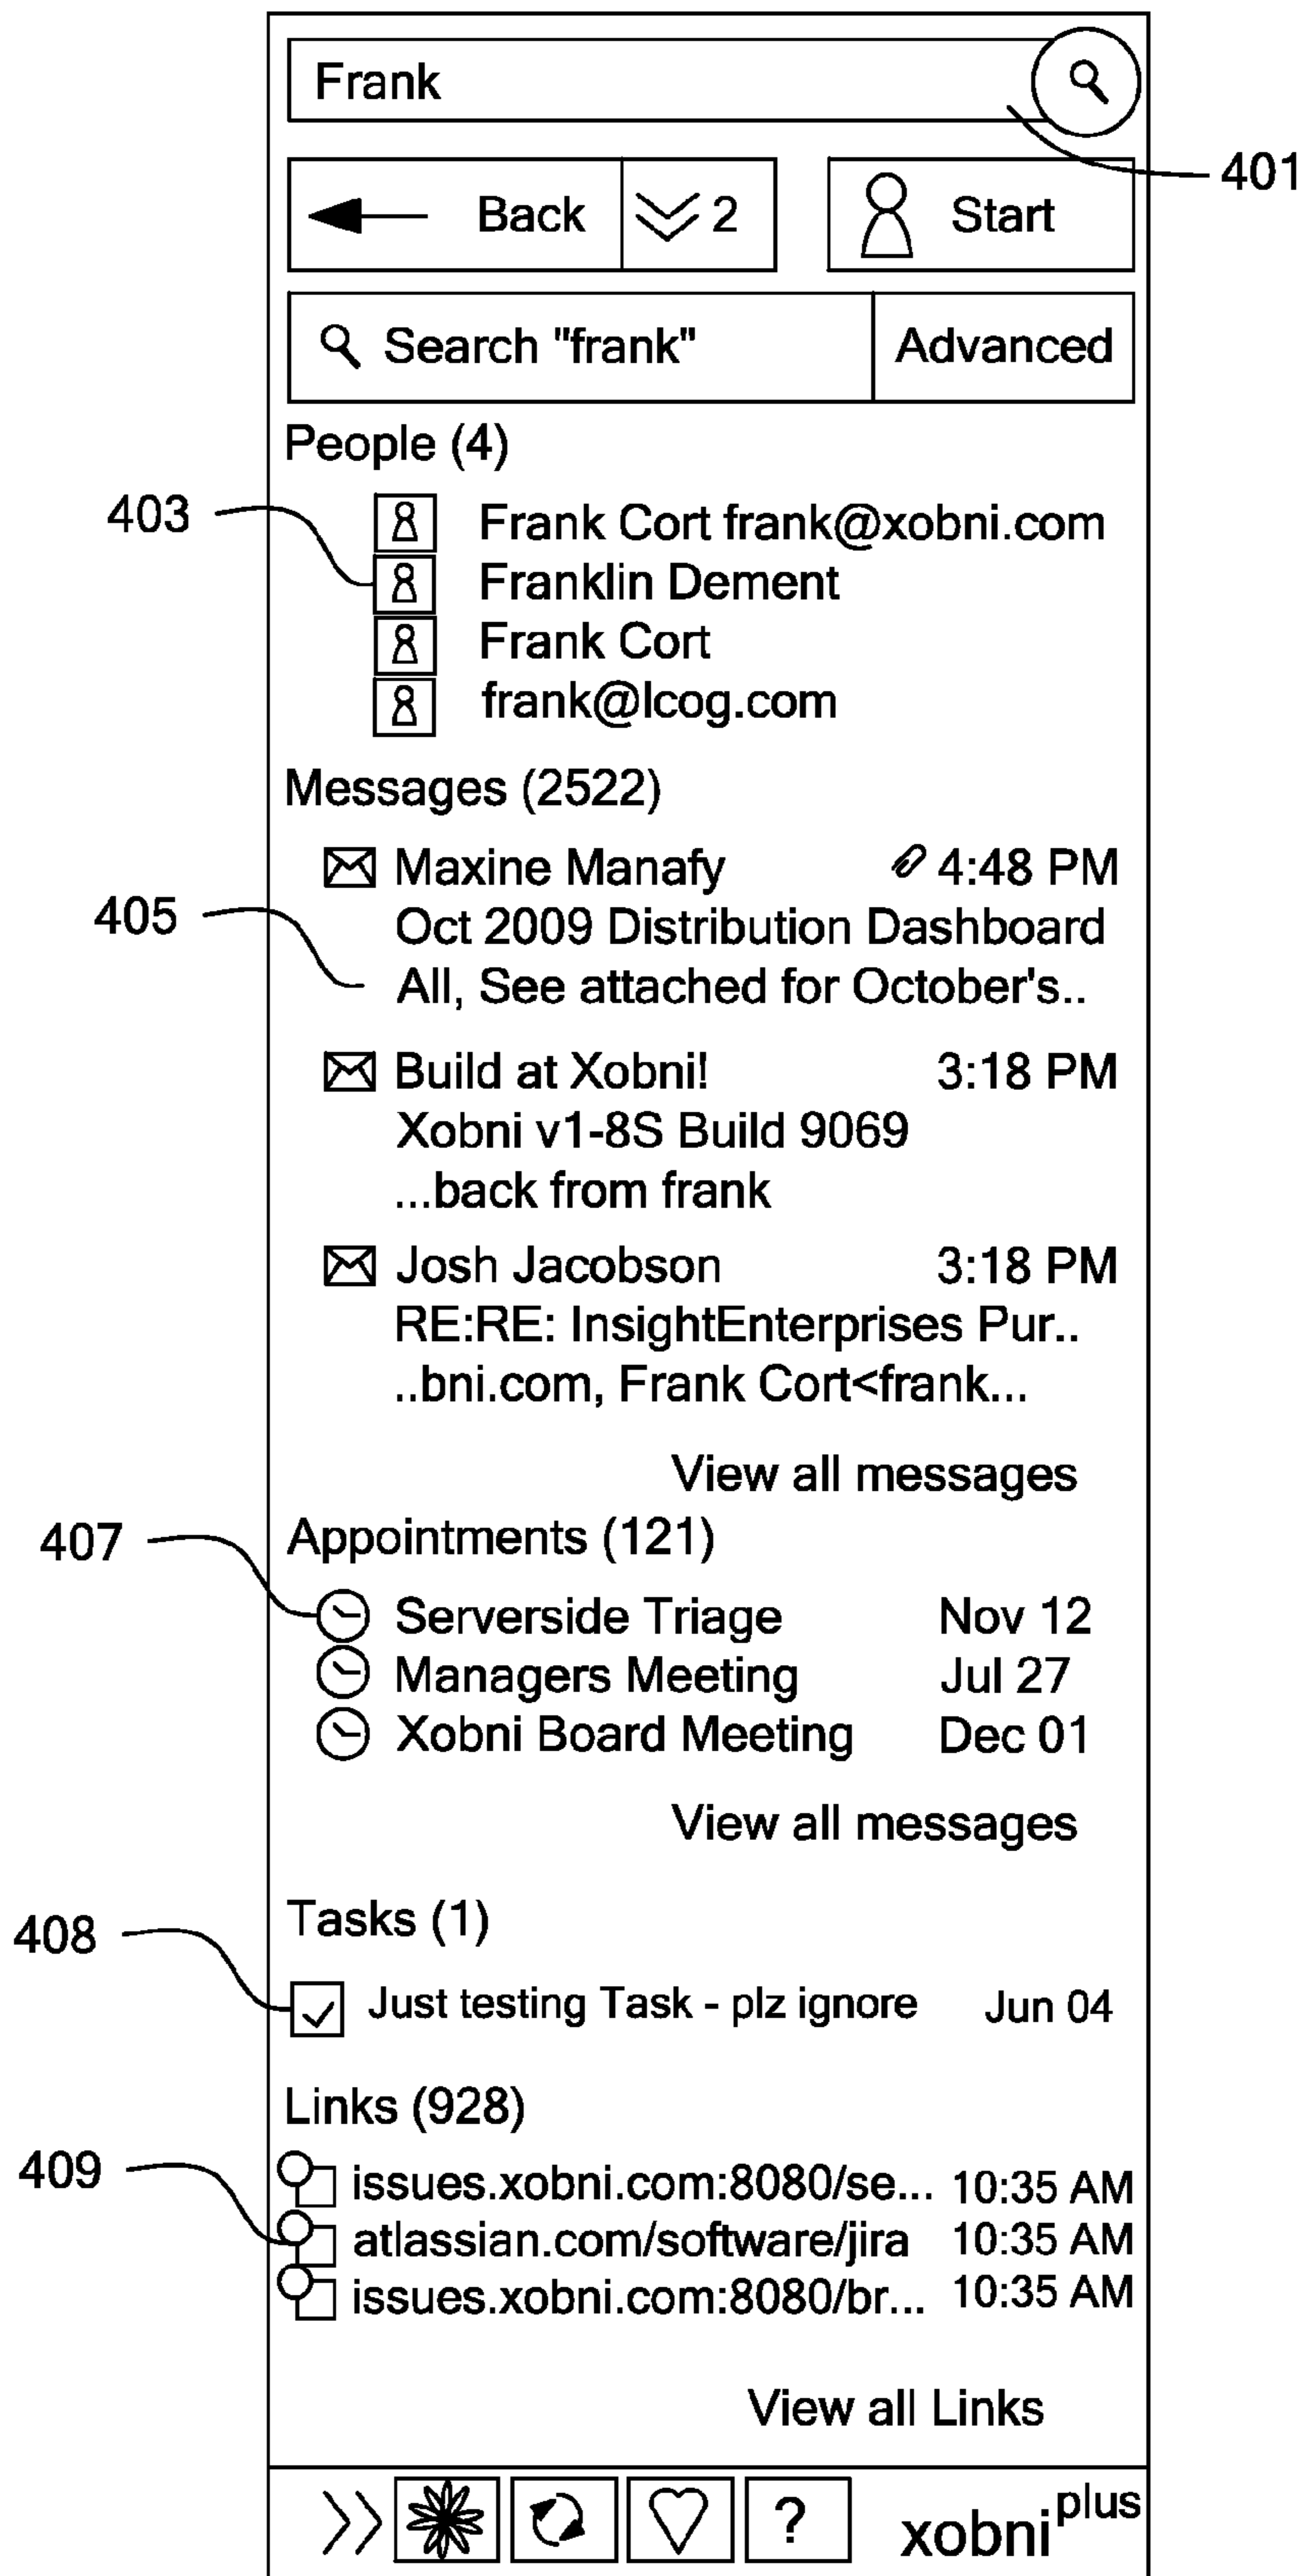 Frank
401
Back 2 Start
Search "frank" Advanced
People (4)
403
Frank Cort frank@xobni.com
Franklin Dement
Frank Cort
frank@lcog.com
Messages (2522)
Maxine Manafy 4:48 PM
405
Oct 2009 Distribution Dashboard
All, See attached for October's..
Build at Xobni! 3:18 PM
Xobni v1-8S Build 9069
...back from frank
Josh Jacobson 3:18 PM
RE:RE: InsightEnterprises Pur..
..bni.com, Frank Cort<frank...
View all messages
407
Appointments (121)
Serverside Triage Nov 12
Managers Meeting Jul 27
Xobni Board Meeting Dec 01
View all messages
Tasks (1)
408
Just testing Task - plz ignore Jun 04
Links (928)
409
issues.xobni.com:8080/se... 10:35 AM
atlassian.com/software/jira 10:35 AM
issues.xobni.com:8080/br... 10:35 AM
View all Links
? xobni plus